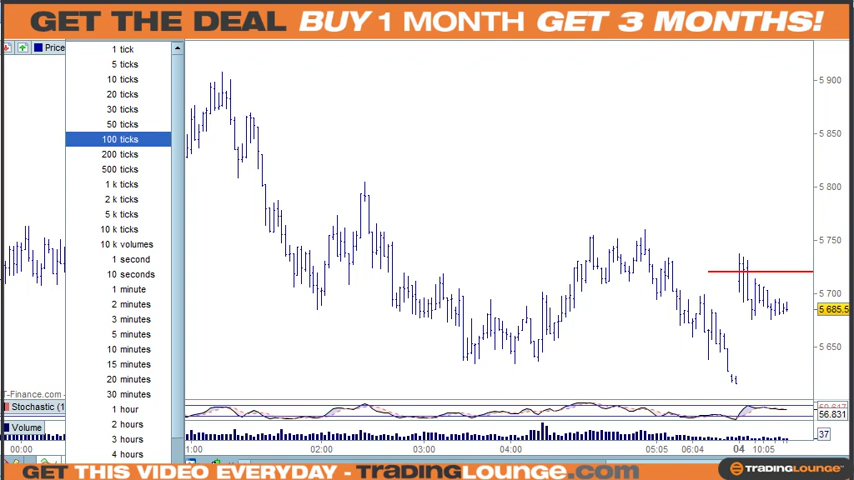 GET THE DEAL BUY 1 MONTH GET 3 MONTHS!
Price
1 tick
5 ticks
10 ticks
20 ticks
30 ticks
50 ticks
100 ticks
200 ticks
500 ticks
1 k ticks
2 k ticks
5 k ticks
10 k ticks
10 k volumes
1 second
10 seconds
1 minute
2 minutes
3 minutes
5 minutes
10 minutes
15 minutes
20 minutes
30 minutes
1 hour
2 hours
3 hours
4 hours
5 900
5 850
5 800
5 750
5 700
5 685.5
5 650
T-Finance.com
Stochastic (1
56.831
Volume
37
00:00 1:00 02:00 03:00 04:00 05:05 06:04 04 10:05
GET THIS VIDEO EVERYDAY - TRADINGLOUNGE.com
TRADINGLOUNGE